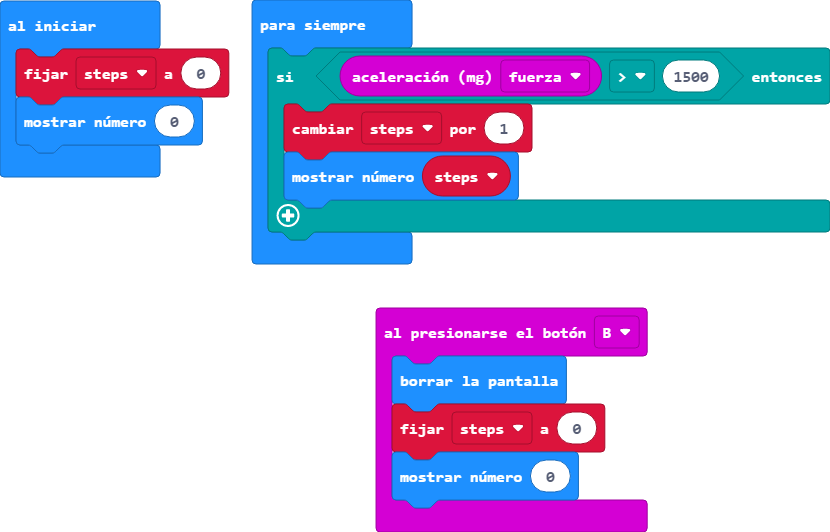 al iniciar
fijar steps a 0
mostrar número 0
para siempre
si aceleración (mg) fuerza > 1500 entonces
cambiar steps por 1
mostrar número steps
al presionarse el botón B
borrar la pantalla
fijar steps a 0
mostrar número 0